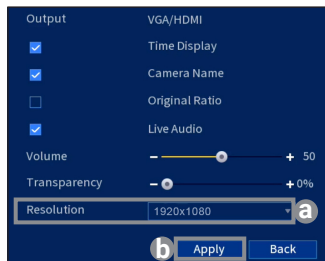 Output VGA/HDMI
Time Display
Camera Name
Original Ratio
Live Audio
Volume - + 50
Transparency - + 0%
Resolution 1920x1080 a
b Apply Back